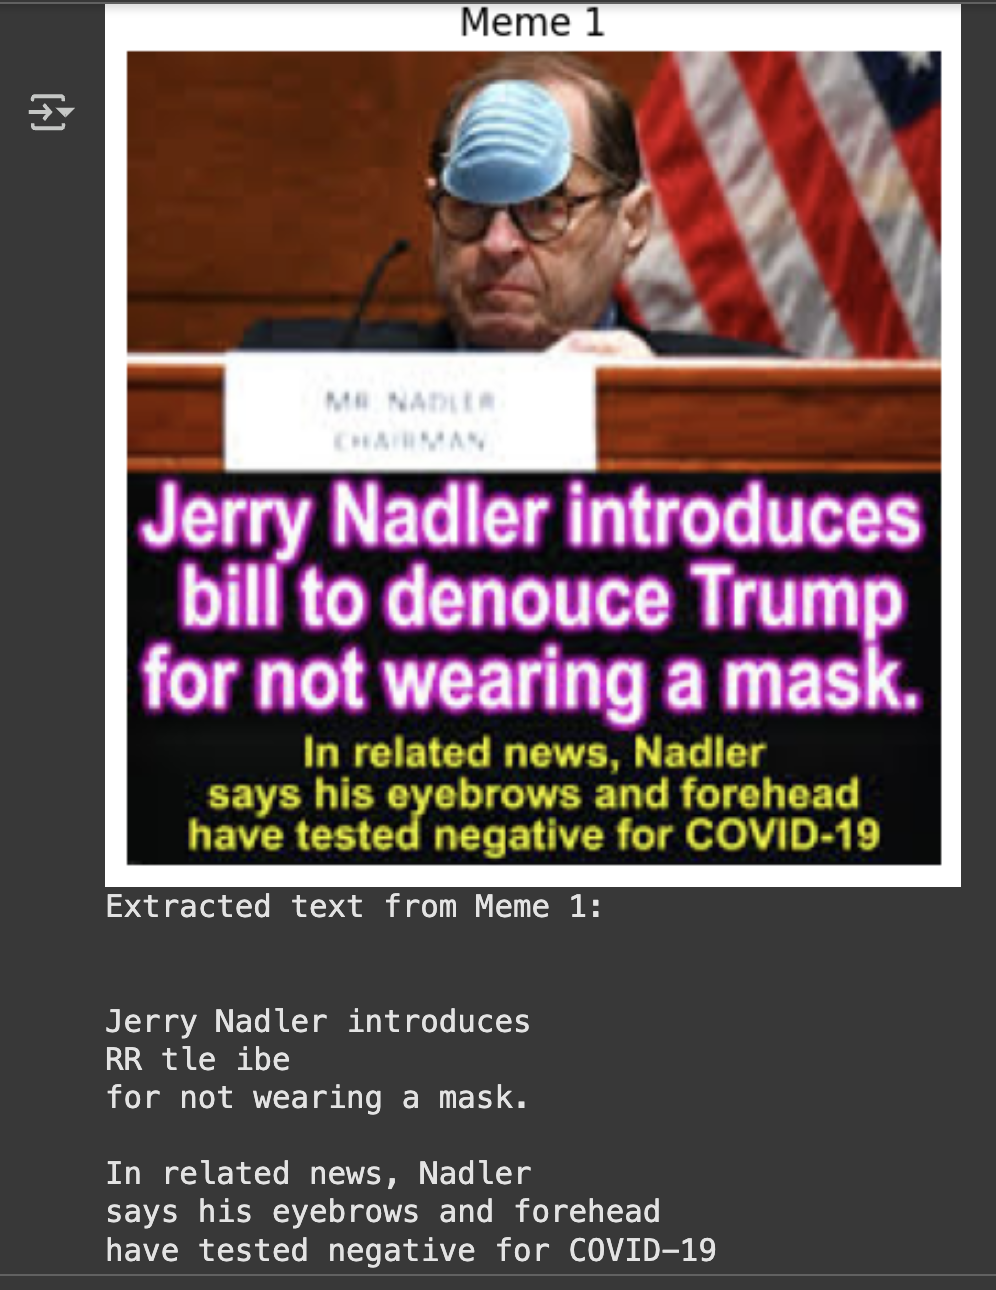 Meme 1
MR. NADLER
CHAIRMAN
Jerry Nadler introduces
bill to denouce Trump
for not wearing a mask.
In related news, Nadler
says his eyebrows and forehead
have tested negative for COVID-19
Extracted text from Meme 1:
Jerry Nadler introduces
RR tle ibe
for not wearing a mask.
In related news, Nadler
says his eyebrows and forehead
have tested negative for COVID-19